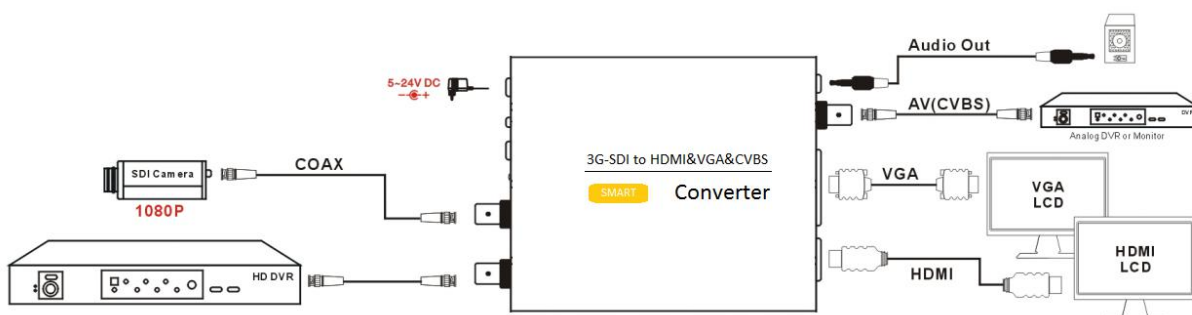 Audio Out
5~24V DC
AV(CVBS)
Analog DVR or Monitor
3G-SDI to HDMI&VGA&CVBS
SMART Converter
COAX
SDI Camera
1080P
VGA
VGA
LCD
HD DVR
HDMI
HDMI
LCD